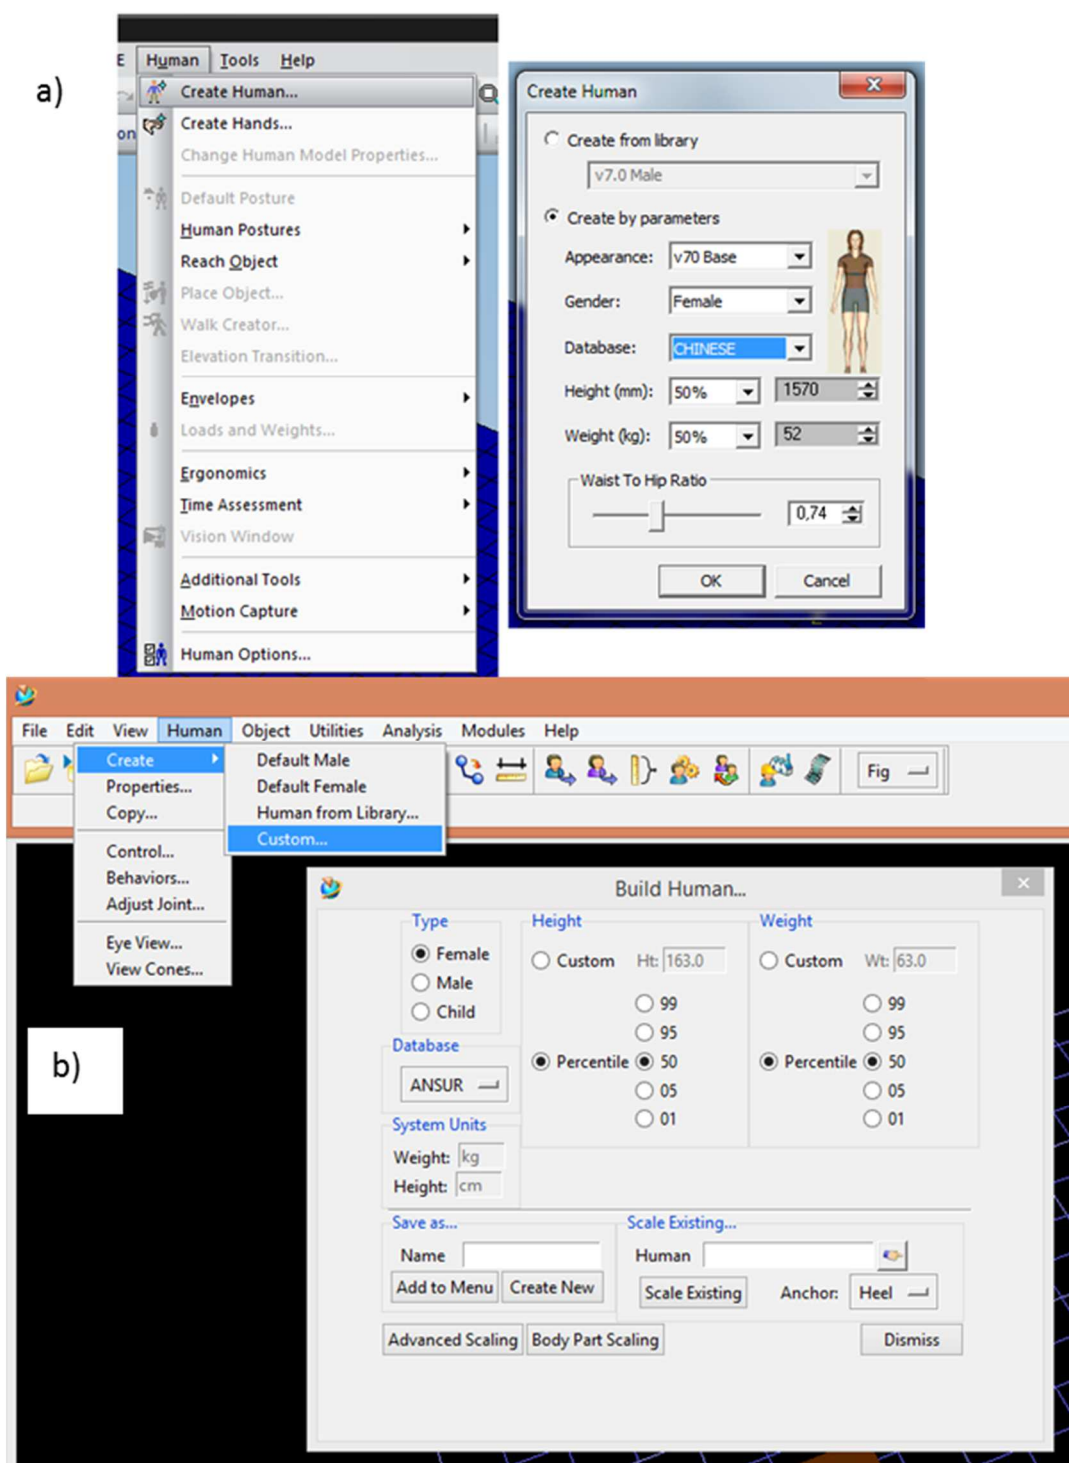 a)
E Human Tools Help
Create Human...
Create Hands...
on
Change Human Model Properties...
Default Posture
Human Postures
Reach Object
Place Object...
Walk Creator...
Elevation Transition...
Envelopes
Loads and Weights...
Ergonomics
Time Assessment
Vision Window
Additional Tools
Motion Capture
Human Options...
Create Human
Create from library
v7.0 Male
Create by parameters
Appearance: v70 Base
Gender: Female
Database: CHINESE
Height (mm): 50% 1570
Weight (kg): 50% 52
Waist To Hip Ratio
0,74
OK Cancel
File Edit View Human Object Utilities Analysis Modules Help
Create
Properties...
Copy...
Control...
Behaviors...
Adjust Joint...
Eye View...
View Cones...
Default Male
Default Female
Human from Library...
Custom...
Fig
b)
Build Human...
Type
Female
Male
Child
Height
Custom Ht: 163.0
99
95
Percentile 50
05
01
Weight
Custom Wt: 63.0
99
95
Percentile 50
05
01
Database
ANSUR
System Units
Weight: kg
Height: cm
Save as...
Name
Add to Menu Create New
Scale Existing...
Human
Scale Existing Anchor: Heel
Advanced Scaling Body Part Scaling Dismiss